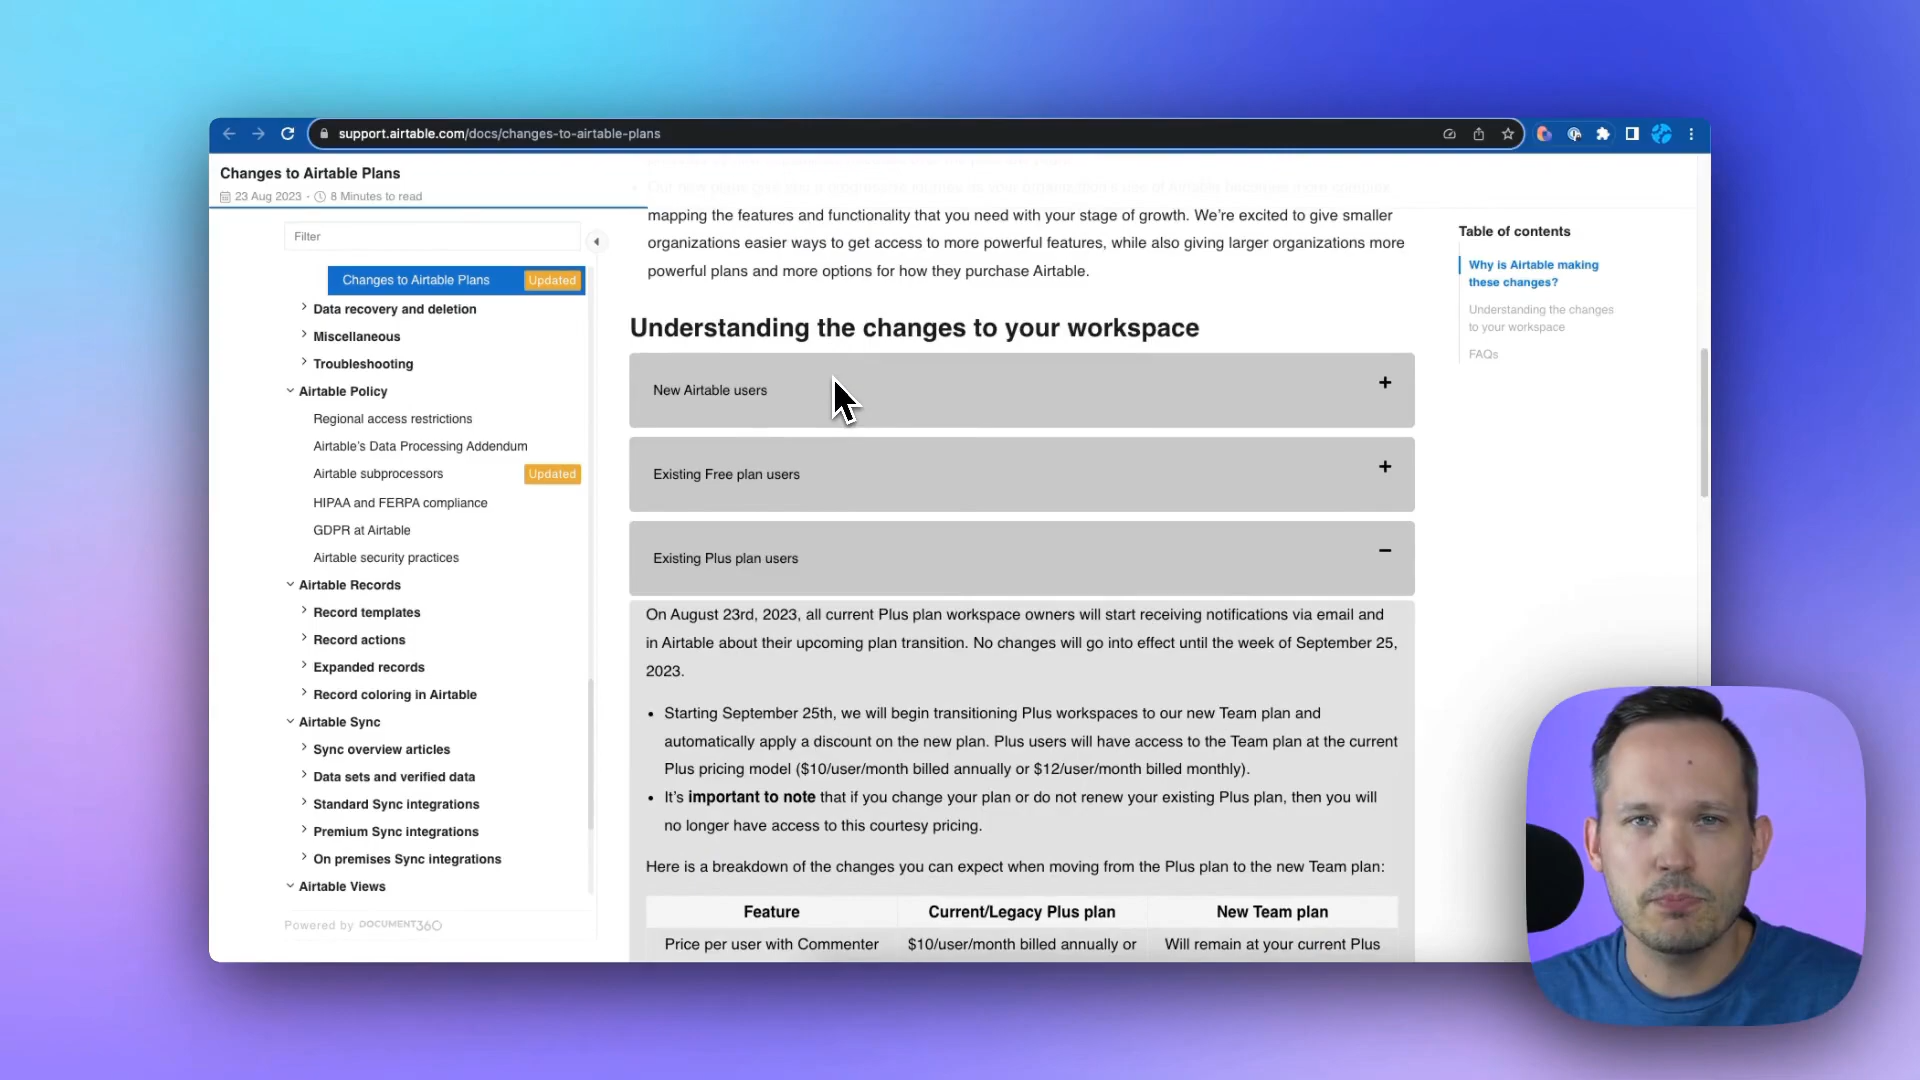 support.airtable.com/docs/changes-to-airtable-plans
Changes to Airtable Plans
23 Aug 2023 · 8 Minutes to read
Filter
Changes to Airtable Plans Updated
Data recovery and deletion
Miscellaneous
Troubleshooting
Airtable Policy
Regional access restrictions
Airtable's Data Processing Addendum
Airtable subprocessors Updated
HIPAA and FERPA compliance
GDPR at Airtable
Airtable security practices
Airtable Records
Record templates
Record actions
Expanded records
Record coloring in Airtable
Airtable Sync
Sync overview articles
Data sets and verified data
Standard Sync integrations
Premium Sync integrations
On premises Sync integrations
Airtable Views
Powered by DOCUMENT360
mapping the features and functionality that you need with your stage of growth. We're excited to give smaller
organizations easier ways to get access to more powerful features, while also giving larger organizations more
powerful plans and more options for how they purchase Airtable.
Understanding the changes to your workspace
New Airtable users +
Existing Free plan users +
Existing Plus plan users −
On August 23rd, 2023, all current Plus plan workspace owners will start receiving notifications via email and
in Airtable about their upcoming plan transition. No changes will go into effect until the week of September 25,
2023.
• Starting September 25th, we will begin transitioning Plus workspaces to our new Team plan and
automatically apply a discount on the new plan. Plus users will have access to the Team plan at the current
Plus pricing model ($10/user/month billed annually or $12/user/month billed monthly).
• It's important to note that if you change your plan or do not renew your existing Plus plan, then you will
no longer have access to this courtesy pricing.
Here is a breakdown of the changes you can expect when moving from the Plus plan to the new Team plan:
Feature Current/Legacy Plus plan New Team plan
Price per user with Commenter $10/user/month billed annually or Will remain at your current Plus
Table of contents
Why is Airtable making
these changes?
Understanding the changes
to your workspace
FAQs